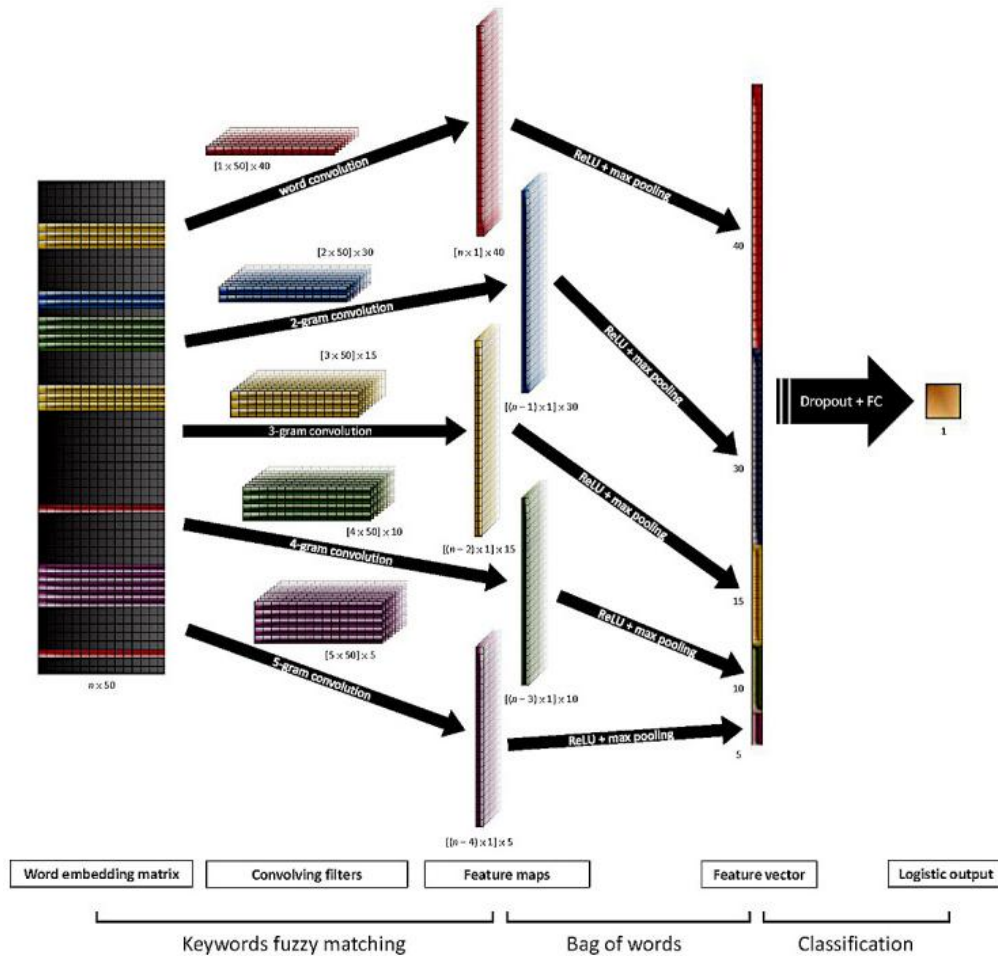 [1 × 50] × 40
word convolution
[n × 1] × 40
ReLU + max pooling
40
[2 × 50] × 30
2-gram convolution
[(n − 1) × 1] × 30
ReLU + max pooling
30
[3 × 50] × 15
3-gram convolution
[(n − 2) × 1] × 15
ReLU + max pooling
15
[4 × 50] × 10
4-gram convolution
[(n − 3) × 1] × 10
ReLU + max pooling
10
[5 × 50] × 5
5-gram convolution
[(n − 4) × 1] × 5
ReLU + max pooling
5
n × 50
Dropout + FC
1
Word embedding matrix
Convolving filters
Feature maps
Feature vector
Logistic output
Keywords fuzzy matching
Bag of words
Classification